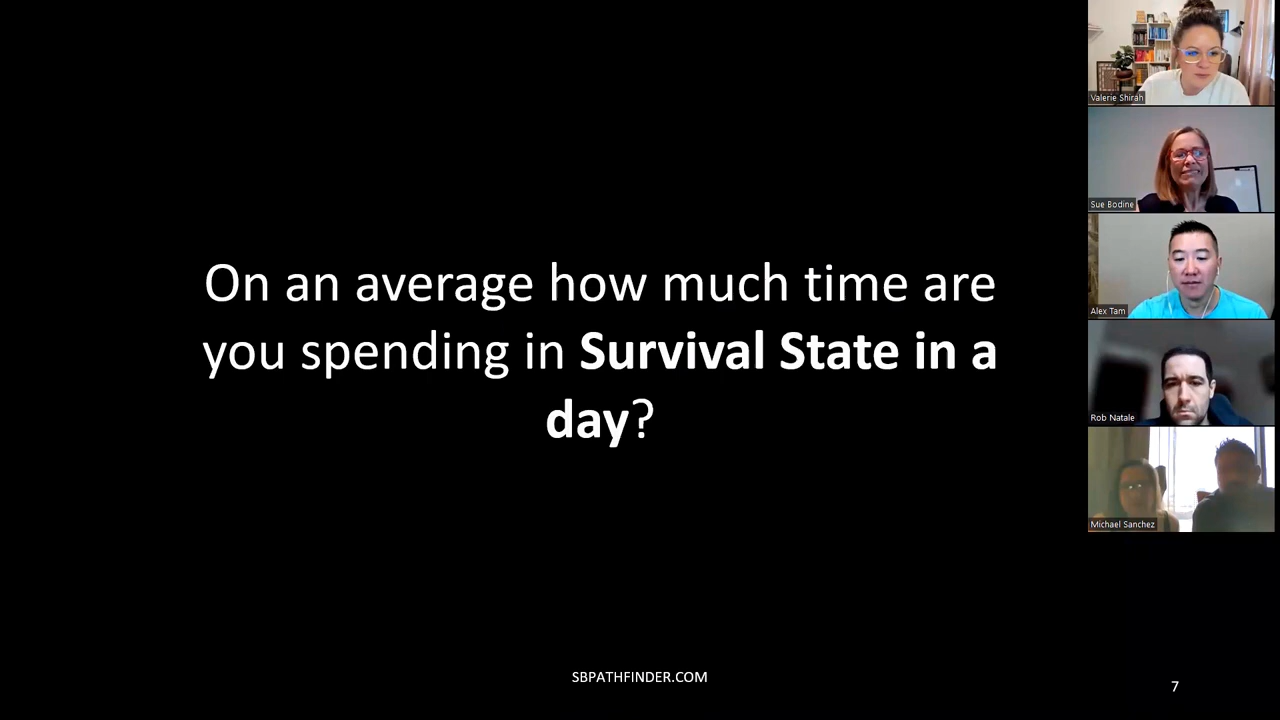 On an average how much time are
you spending in Survival State in a
day?
SBPATHFINDER.COM
7
Valerie Shirah
Sue Bodine
Alex Tam
Rob Natale
Michael Sanchez